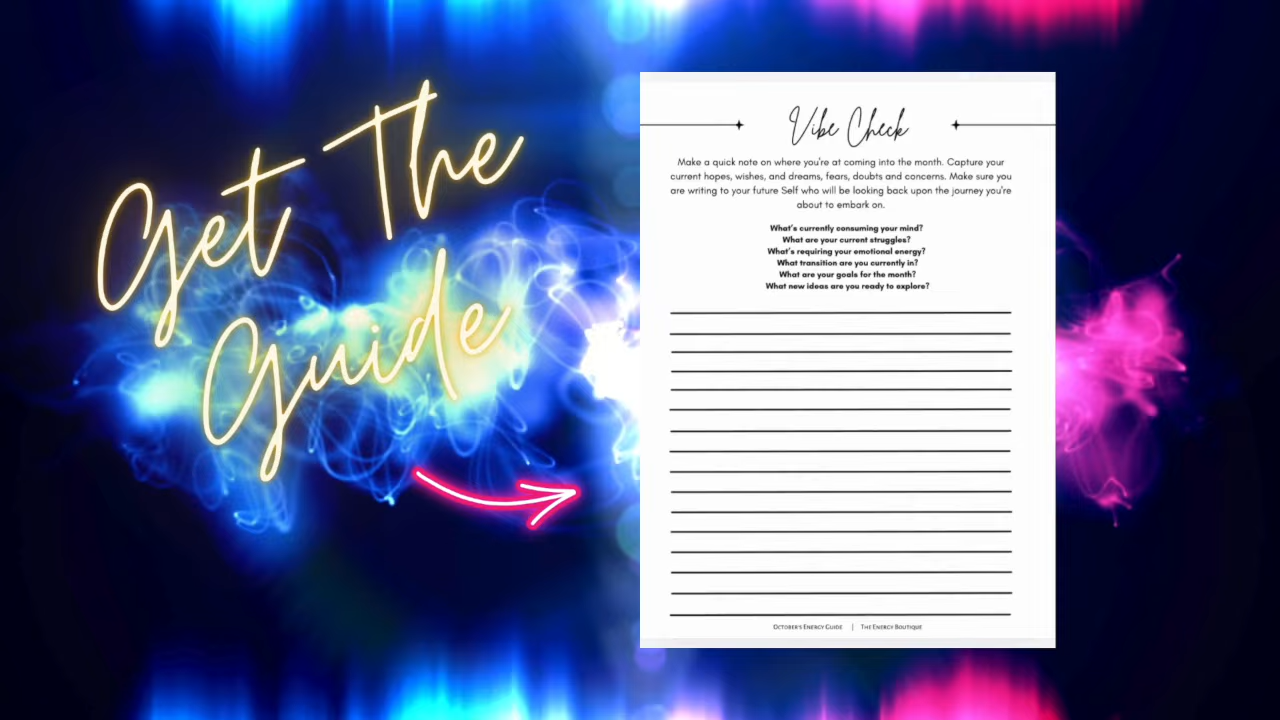 Get The
Guide
Vibe Check
Make a quick note on where you're at coming into the month. Capture your
current hopes, wishes, and dreams, fears, doubts and concerns. Make sure you
are writing to your future Self who will be looking back upon the journey you're
about to embark on.
What's currently consuming your mind?
What are your current struggles?
What's requiring your emotional energy?
What transition are you currently in?
What are your goals for the month?
What new ideas are you ready to explore?
October's Energy Guide | The Energy Boutique